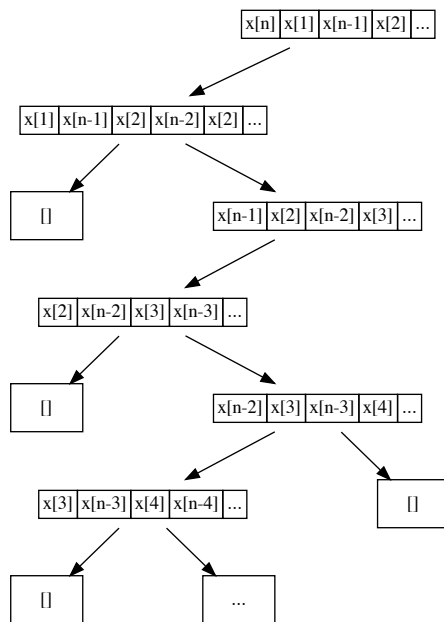 x[n] x[1] x[n-1] x[2] ...
x[1] x[n-1] x[2] x[n-2] x[2] ...
[]
x[n-1] x[2] x[n-2] x[3] ...
x[2] x[n-2] x[3] x[n-3] ...
[]
x[n-2] x[3] x[n-3] x[4] ...
x[3] x[n-3] x[4] x[n-4] ...
[]
[]
...